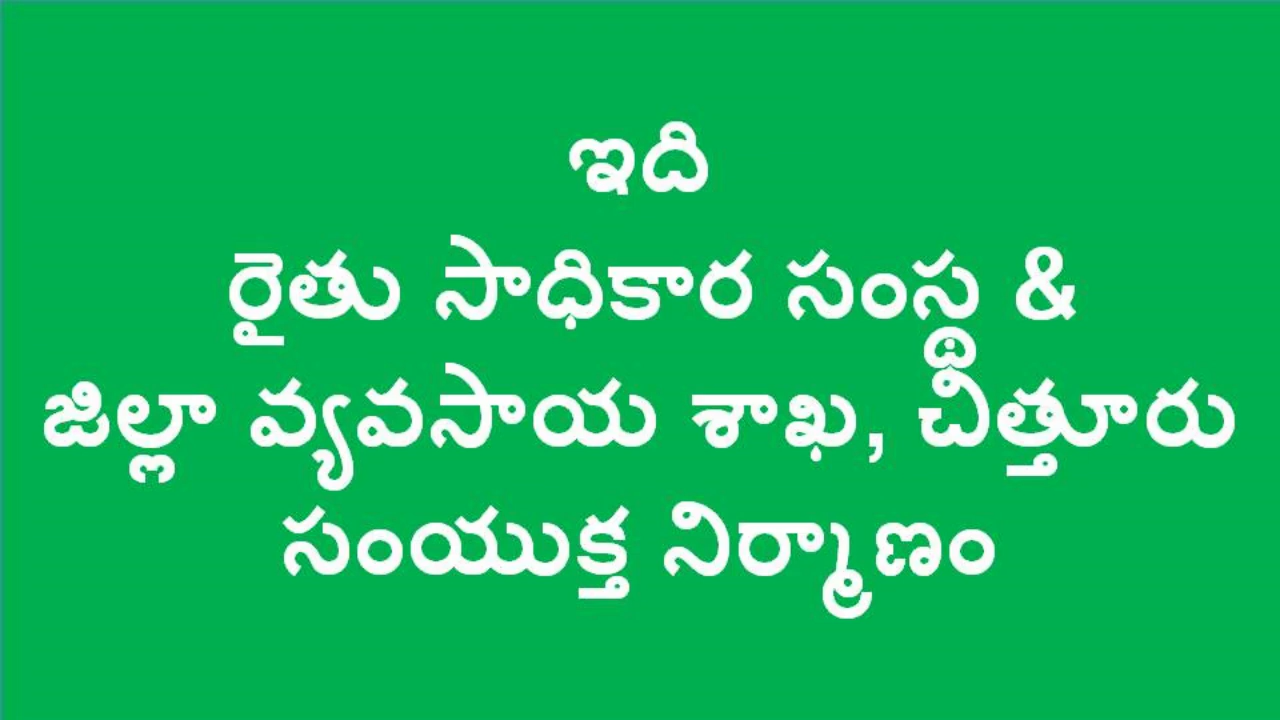 ఇది
రైతు సాధికార సంస్థ &
జిల్లా వ్యవసాయ శాఖ, చిత్తూరు
సంయుక్త నిర్మాణం